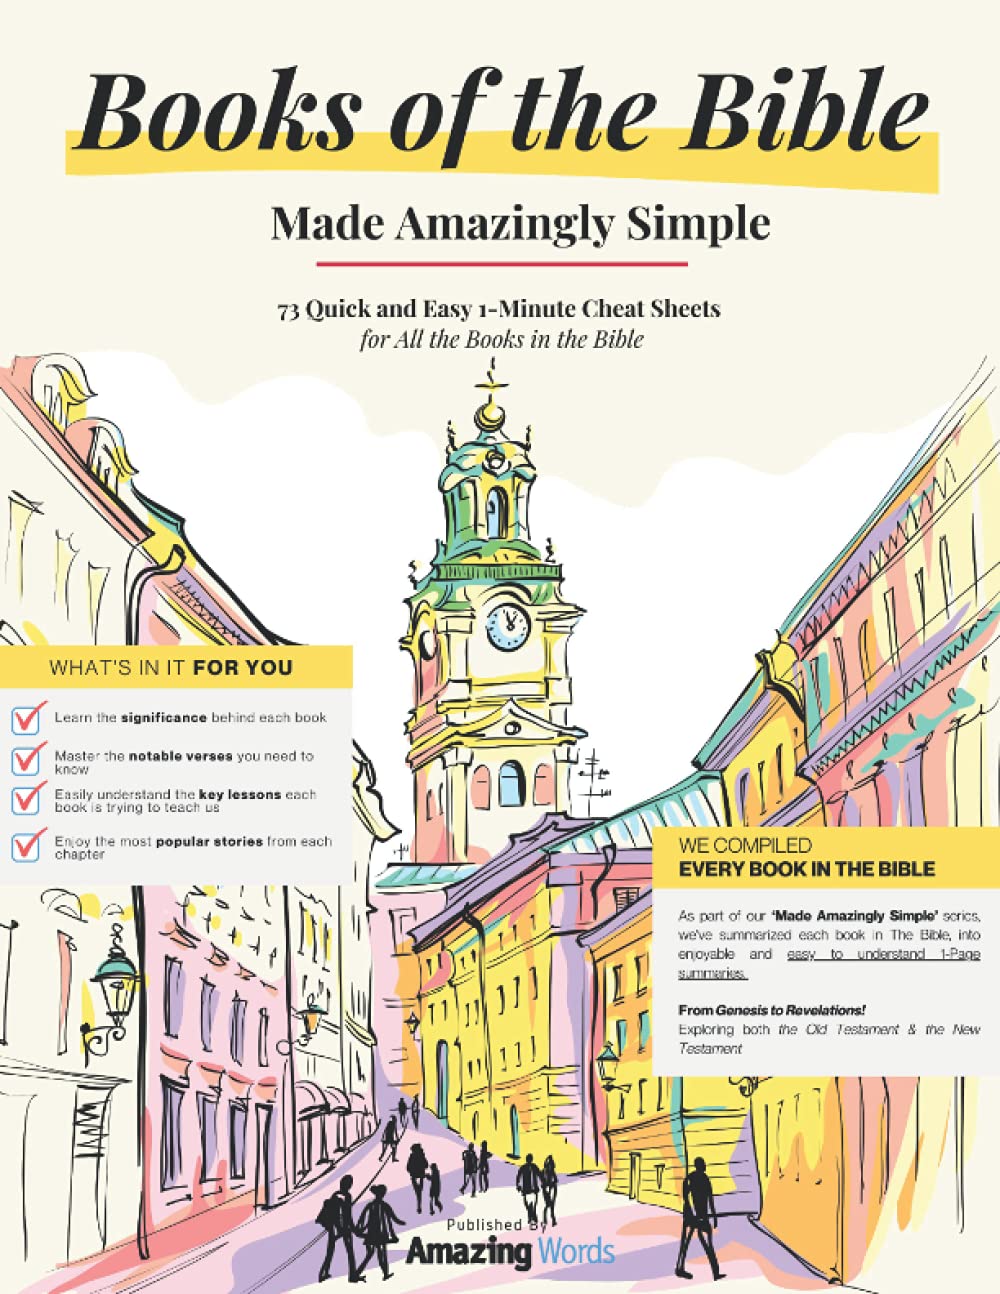 Books of the Bible
Made Amazingly Simple
73 Quick and Easy 1-Minute Cheat Sheets
for All the Books in the Bible
WHAT'S IN IT FOR YOU
Learn the significance behind each book
Master the notable verses you need to
know
Easily understand the key lessons each
book is trying to teach us
Enjoy the most popular stories from each
chapter
WE COMPILED
EVERY BOOK IN THE BIBLE
As part of our 'Made Amazingly Simple' series,
we've summarized each book in The Bible, into
enjoyable and easy to understand 1-Page
summaries.
From Genesis to Revelations!
Exploring both the Old Testament & the New
Testament
Published By
Amazing Words